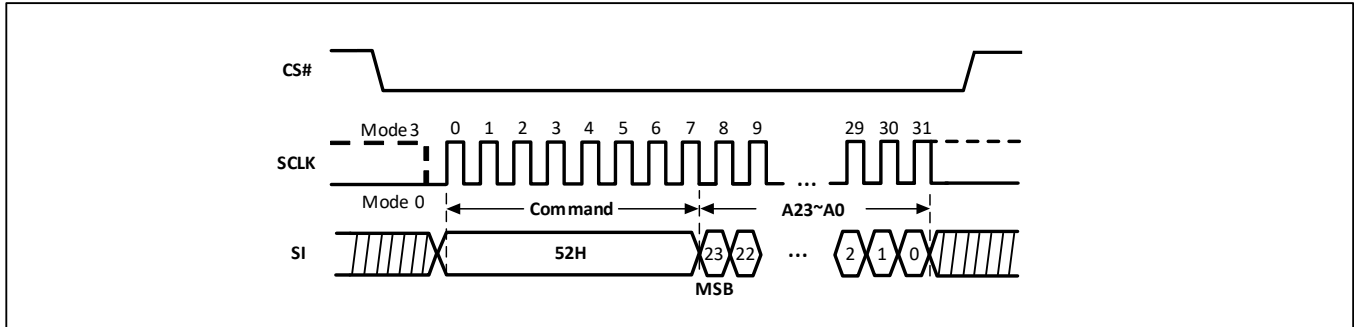 CS#
Mode 3 0 1 2 3 4 5 6 7 8 9 29 30 31
SCLK
...
Mode 0 Command A23~A0
SI 52H 23 22 ... 2 1 0
MSB